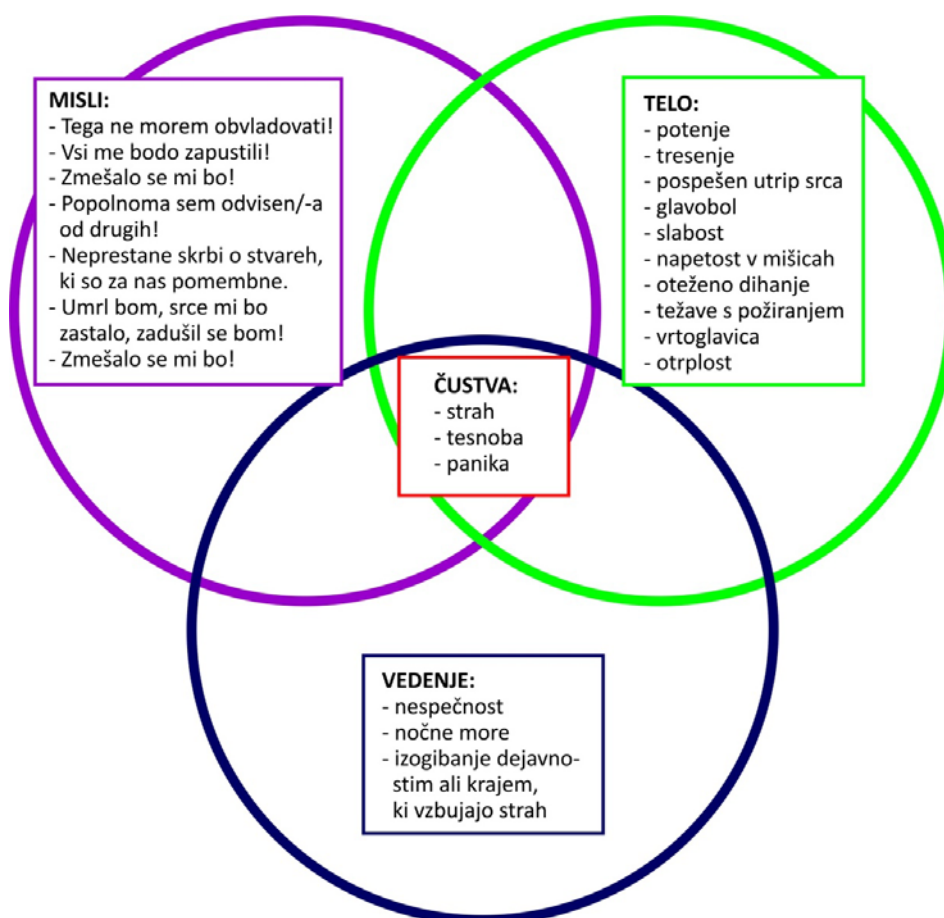 MISLI:
- Tega ne morem obvladovati!
- Vsi me bodo zapustili!
- Zmešalo se mi bo!
- Popolnoma sem odvisen/-a
od drugih!
- Neprestane skrbi o stvareh,
ki so za nas pomembne.
- Umrl bom, srce mi bo
zastalo, zadušil se bom!
- Zmešalo se mi bo!
TELO:
- potenje
- tresenje
- pospešen utrip srca
- glavobol
- slabost
- napetost v mišicah
- oteženo dihanje
- težave s požiranjem
- vrtoglavica
- otrplost
ČUSTVA:
- strah
- tesnoba
- panika
VEDENJE:
- nespečnost
- nočne more
- izogibanje dejavno-
stim ali krajem,
ki vzbujajo strah